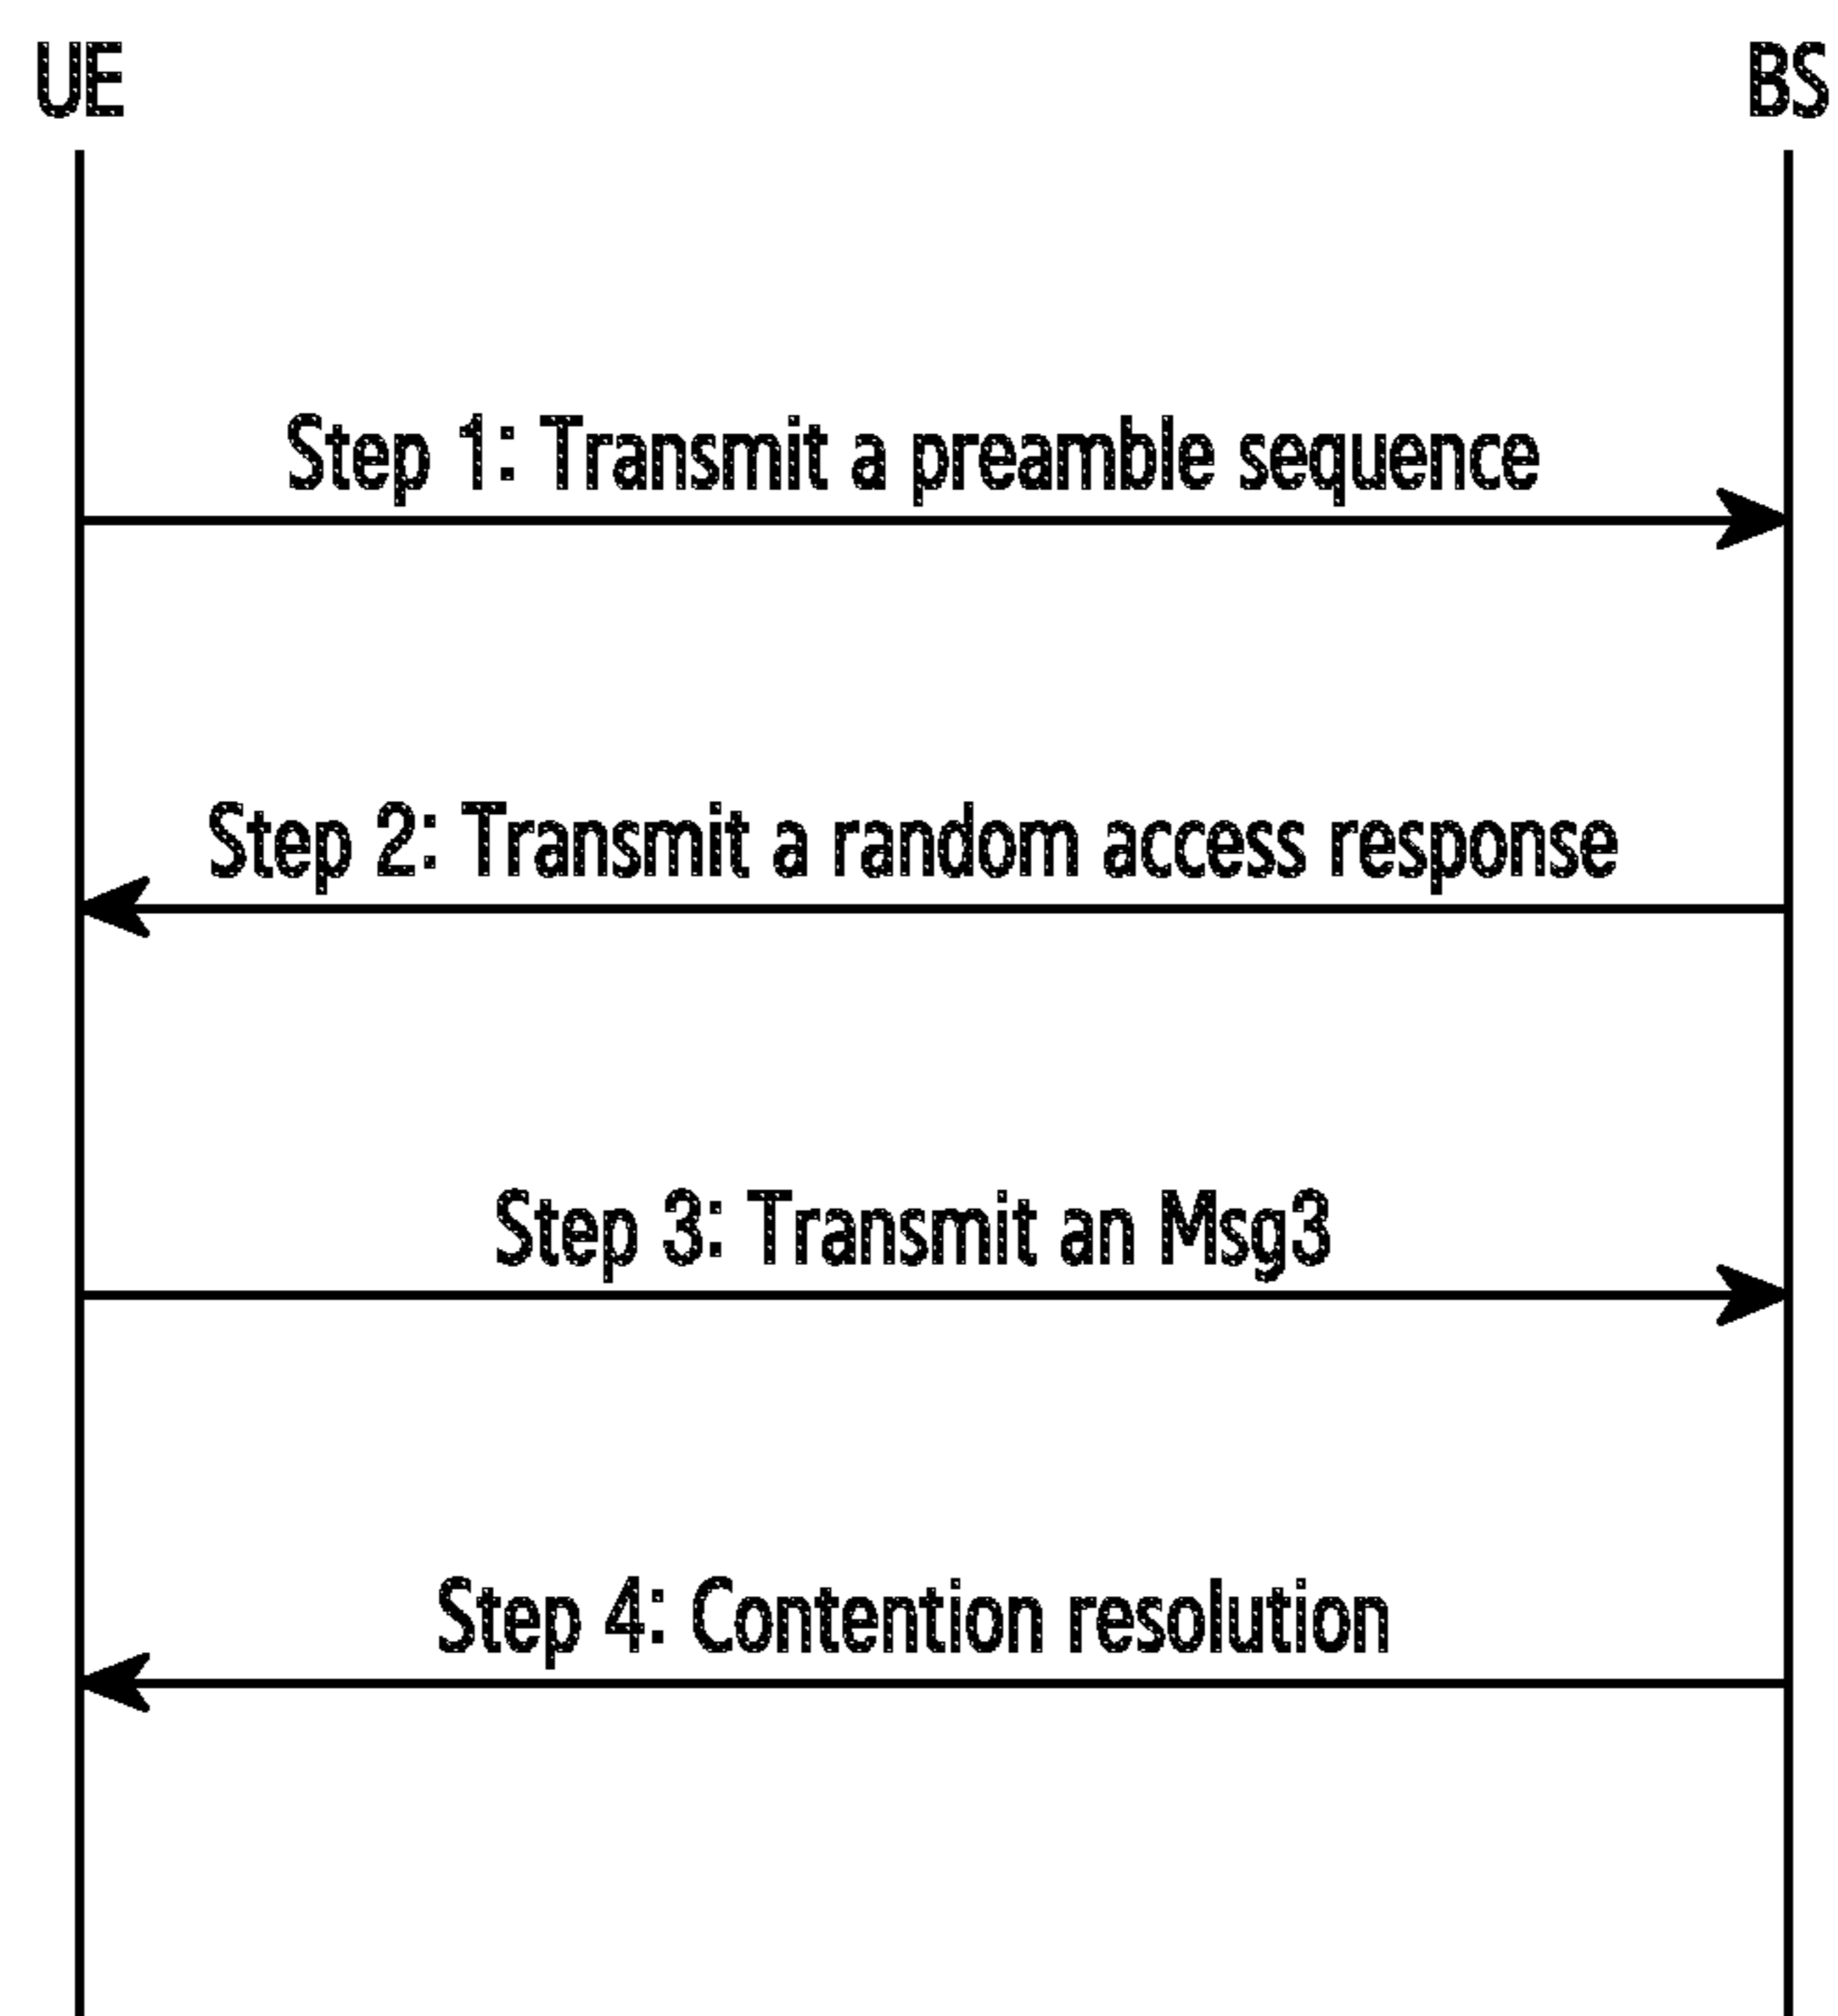 UE
BS
Step 1: Transmit a preamble sequence
Step 2: Transmit a random access response
Step 3: Transmit an Msg3
Step 4: Contention resolution